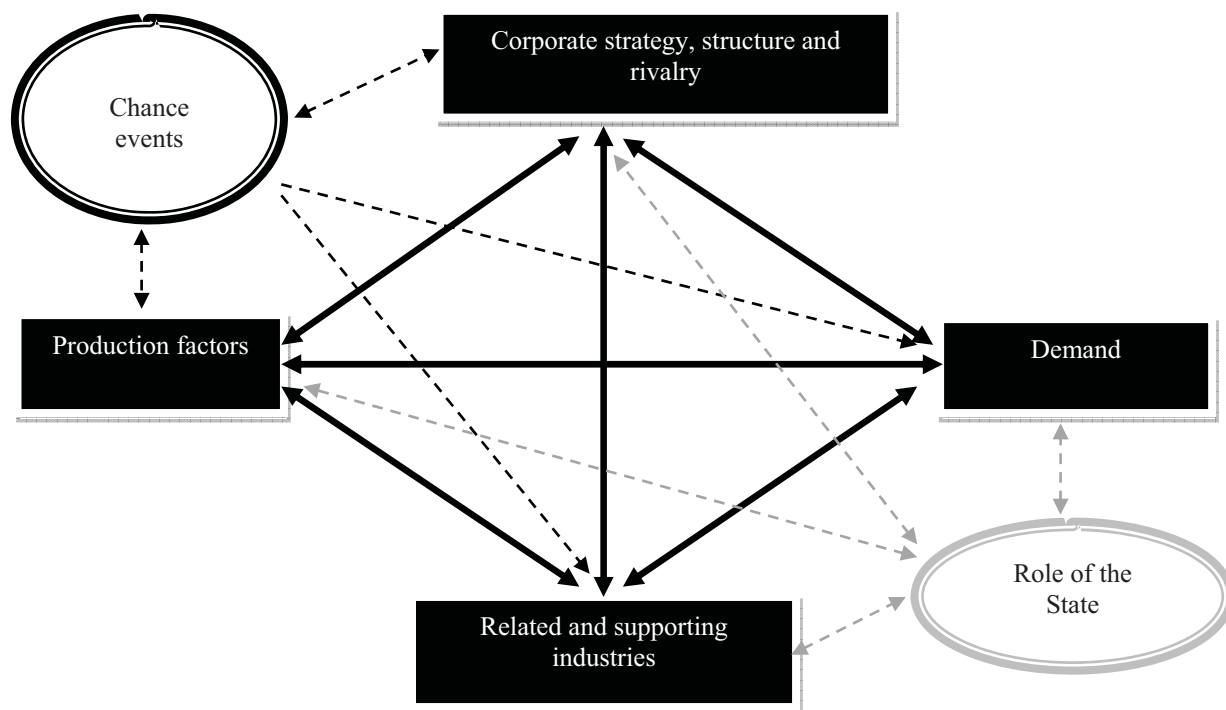 Corporate strategy, structure and
rivalry
Chance
events
Production factors
Demand
Role of the
State
Related and supporting
industries